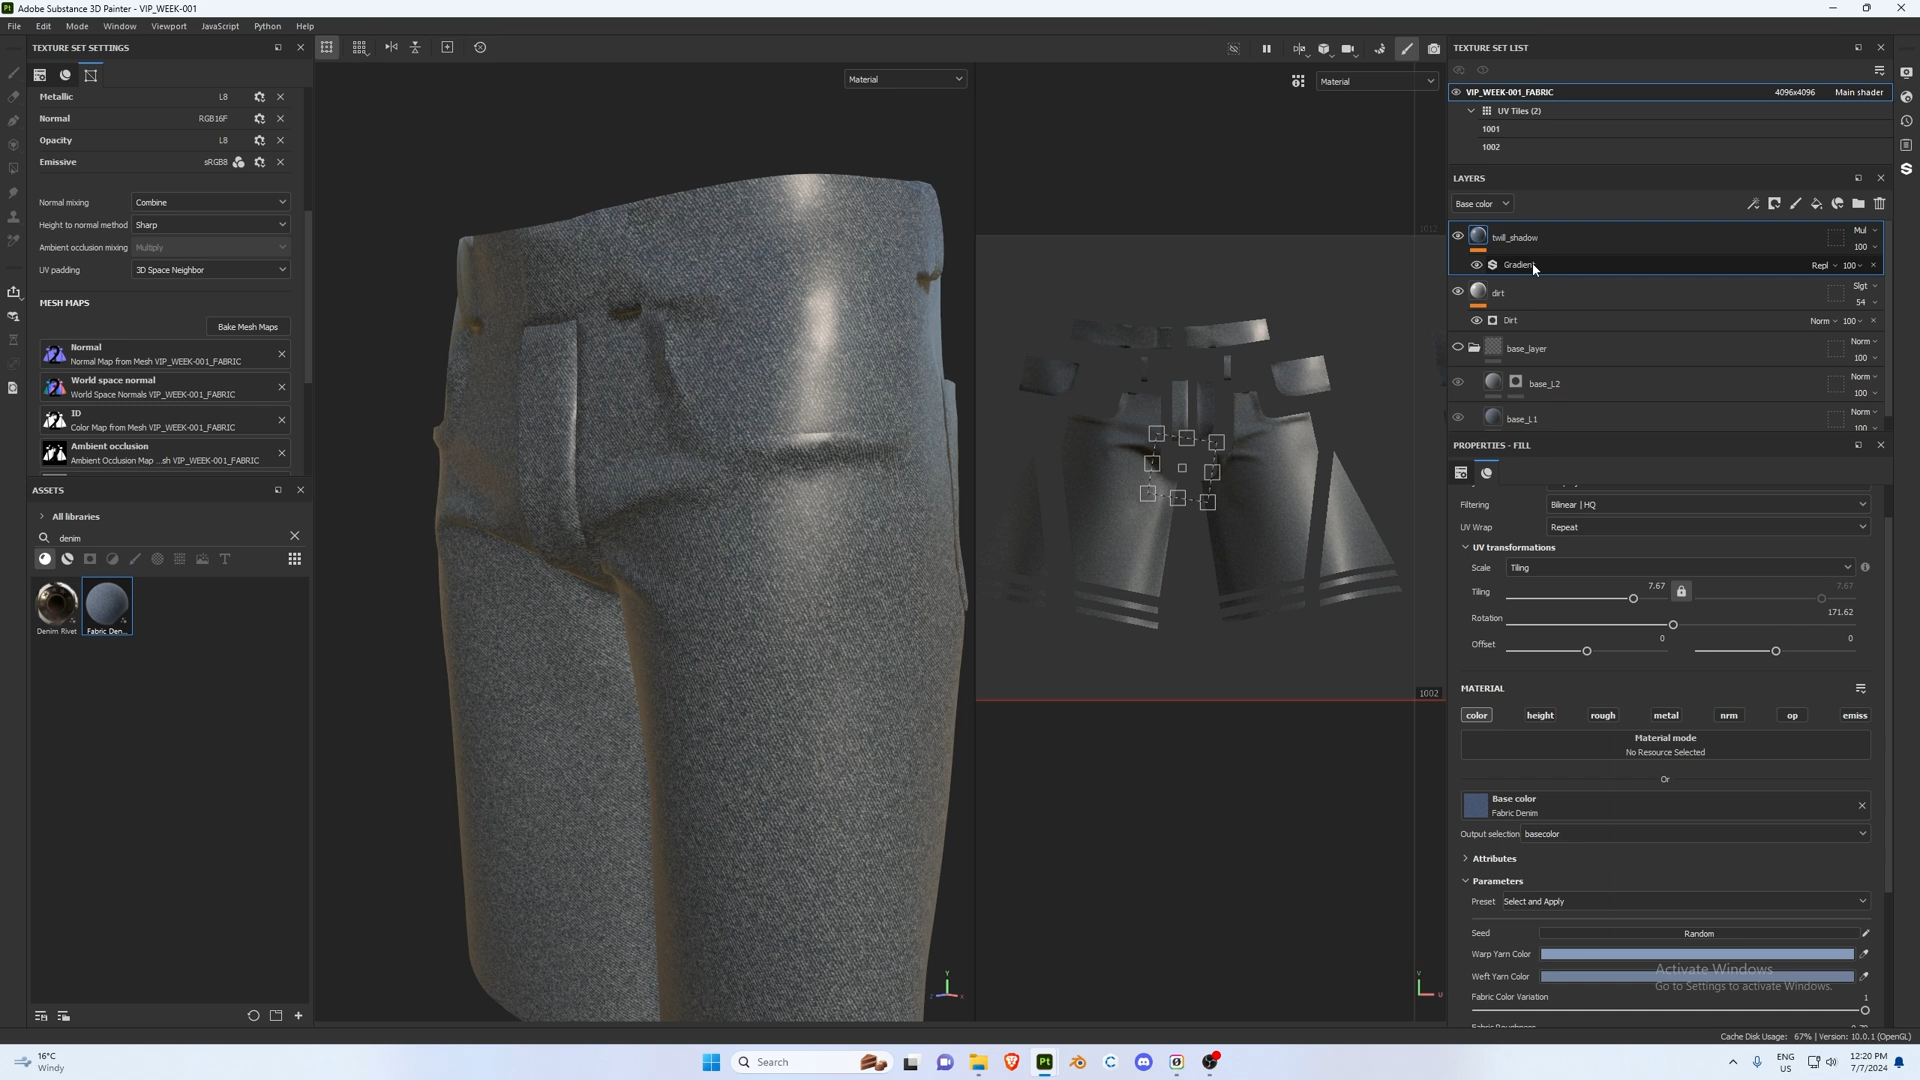 Adobe Substance 3D Painter - VIP_WEEK-001
File Edit Mode Window Viewport JavaScript Python Help
TEXTURE SET SETTINGS
Metallic L8
Normal RGB16F
Opacity L8
Emissive sRGB8
Normal mixing Combine
Height to normal method Sharp
Ambient occlusion mixing Multiply
UV padding 3D Space Neighbor
MESH MAPS
Bake Mesh Maps
Normal
Normal Map from Mesh VIP_WEEK-001_FABRIC
World space normal
World Space Normals VIP_WEEK-001_FABRIC
ID
Color Map from Mesh VIP_WEEK-001_FABRIC
Ambient occlusion
Ambient Occlusion Map ...sh VIP_WEEK-001_FABRIC
ASSETS
All libraries
denim
Denim Rivet Fabric Den...
Material
Material
1012
1002
Y
Z X
V
U
TEXTURE SET LIST
VIP_WEEK-001_FABRIC 4096x4096 Main shader
UV Tiles (2)
1001
1002
LAYERS
Base color
twill_shadow Mul
100
Gradient Repl 100
dirt Slgt
54
Dirt Norm 100
base_layer Norm
100
base_L2 Norm
100
base_L1 Norm
100
PROPERTIES - FILL
Filtering Bilinear | HQ
UV Wrap Repeat
UV transformations
Scale Tiling
Tiling 7.67 7.67
Rotation 171.62
Offset 0 0
MATERIAL
color height rough metal nrm op emiss
Material mode
No Resource Selected
Or
Base color
Fabric Denim
Output selection basecolor
Attributes
Parameters
Preset Select and Apply
Seed Random
Warp Yarn Color
Weft Yarn Color
Activate Windows
Go to Settings to activate Windows.
Fabric Color Variation 1
Cache Disk Usage: 67% | Version: 10.0.1 (OpenGL)
16°C
Windy
Search
ENG
US
12:20 PM
7/7/2024